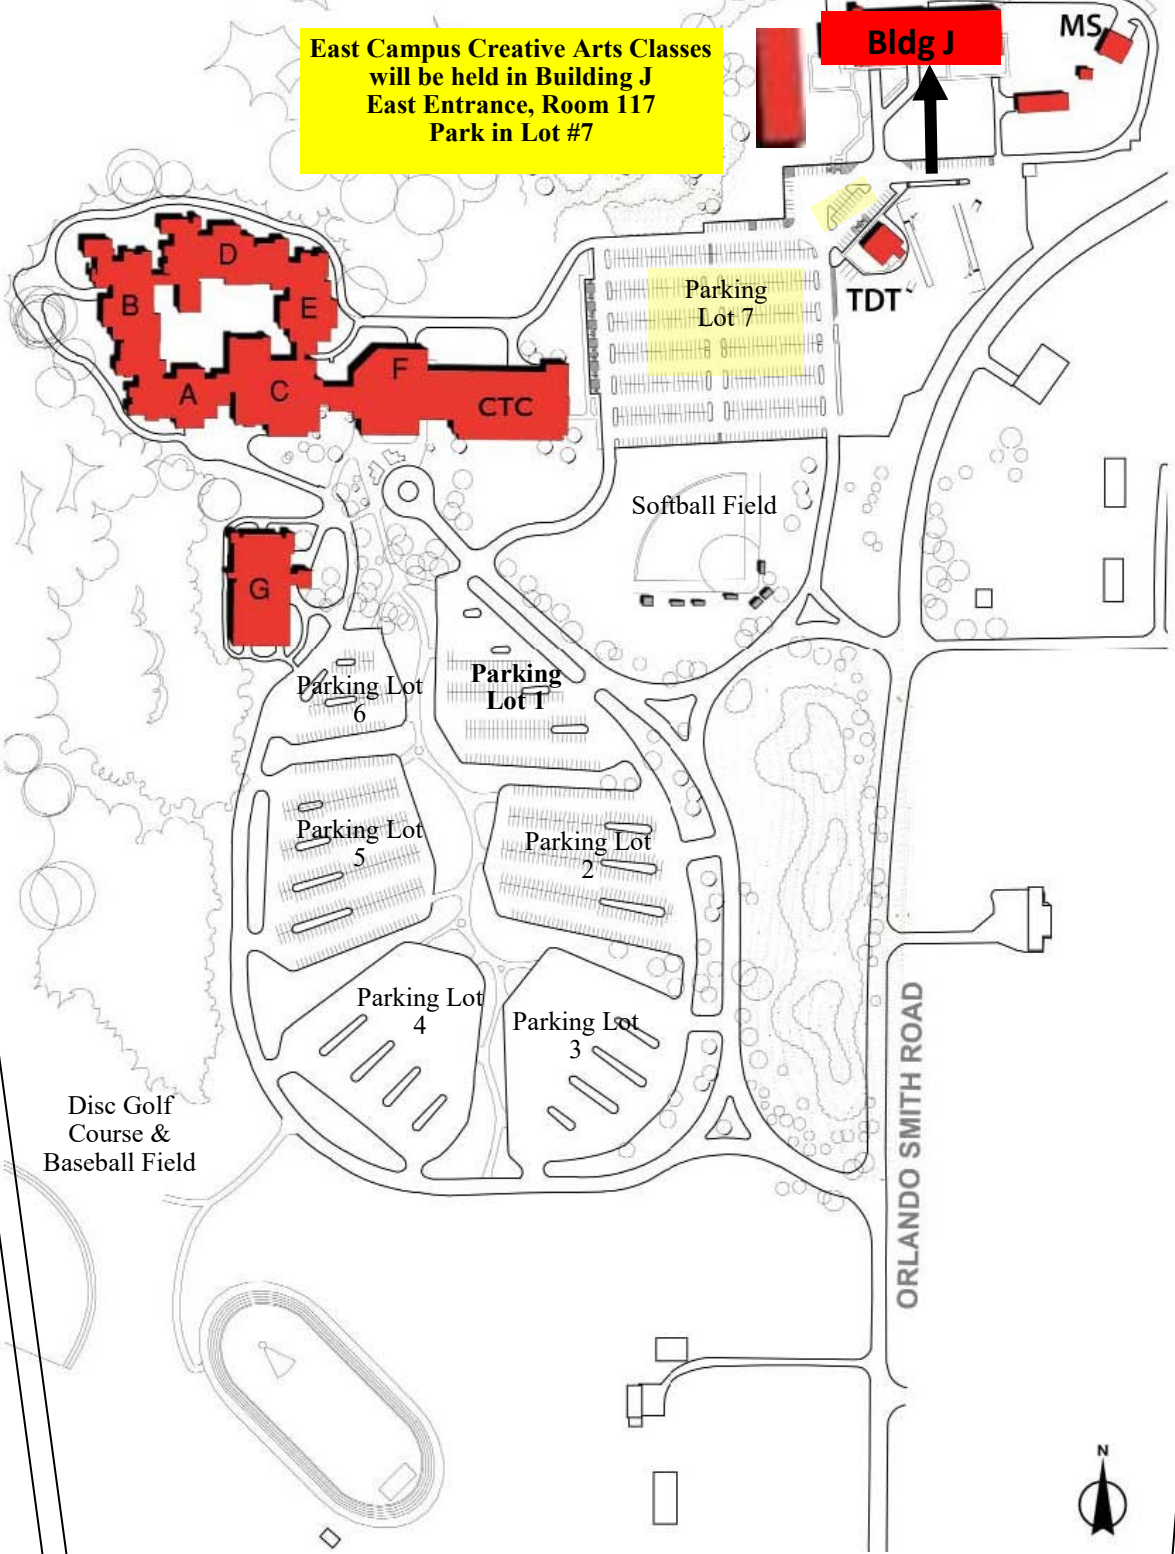 East Campus Creative Arts Classes
will be held in Building J
East Entrance, Room 117
Park in Lot #7
Bldg J
MS
D
B
E
A
C
F
CTC
Parking
Lot 7
TDT
Softball Field
G
Parking Lot
6
Parking
Lot 1
Parking Lot
5
Parking Lot
2
Parking Lot
4
Parking Lot
3
Disc Golf
Course &
Baseball Field
ORLANDO SMITH ROAD
N